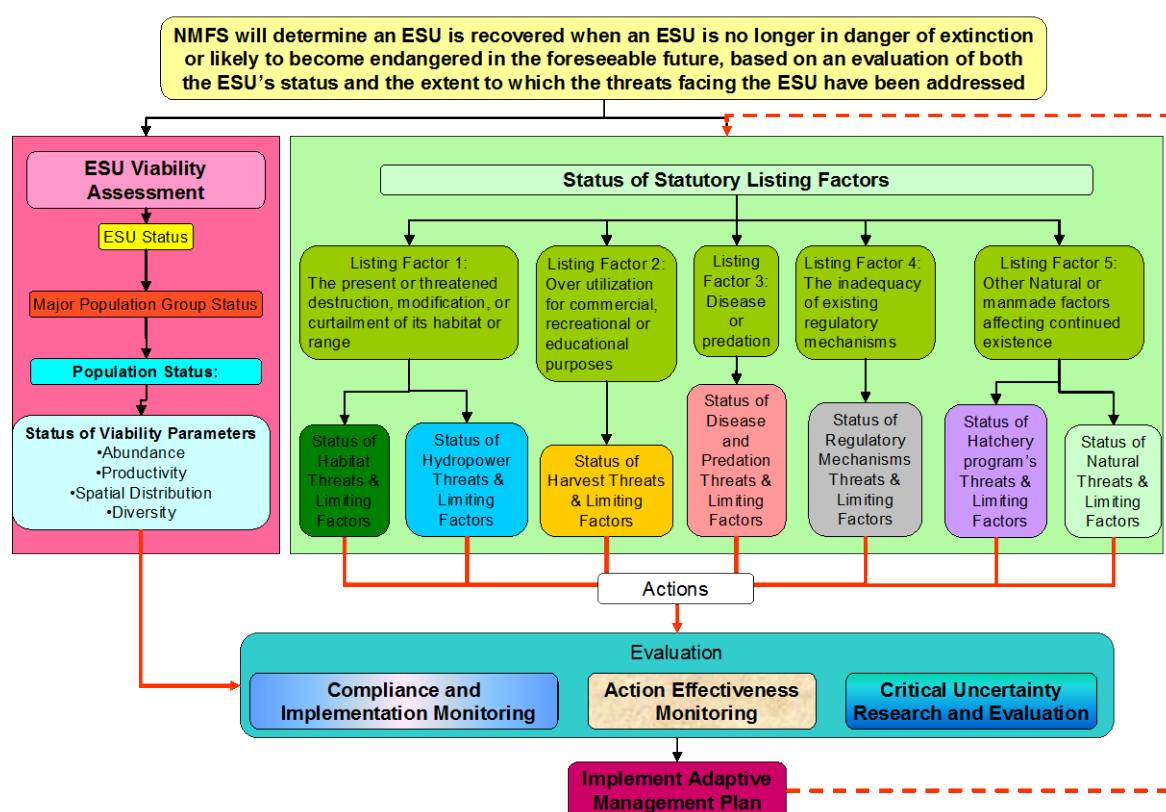 NMFS will determine an ESU is recovered when an ESU is no longer in danger of extinction
or likely to become endangered in the foreseeable future, based on an evaluation of both
the ESU's status and the extent to which the threats facing the ESU have been addressed
ESU Viability
Assessment
ESU Status
Major Population Group Status
Population Status:
Status of Viability Parameters
•Abundance
•Productivity
•Spatial Distribution
•Diversity
Status of Statutory Listing Factors
Listing Factor 1:
The present or threatened
destruction, modification, or
curtailment of its habitat or
range
Listing Factor 2:
Over utilization
for commercial,
recreational or
educational
purposes
Listing
Factor 3:
Disease
or
predation
Listing Factor 4:
The inadequacy
of existing
regulatory
mechanisms
Listing Factor 5:
Other Natural or
manmade factors
affecting continued
existence
Status of
Habitat
Threats &
Limiting
Factors
Status of
Hydropower
Threats &
Limiting
Factors
Status of
Harvest Threats
& Limiting
Factors
Status of
Disease
and
Predation
Threats &
Limiting
Factors
Status of
Regulatory
Mechanisms
Threats &
Limiting
Factors
Status of
Hatchery
program's
Threats &
Limiting
Factors
Status of
Natural
Threats &
Limiting
Factors
Actions
Evaluation
Compliance and
Implementation Monitoring
Action Effectiveness
Monitoring
Critical Uncertainty
Research and Evaluation
Implement Adaptive
Management Plan